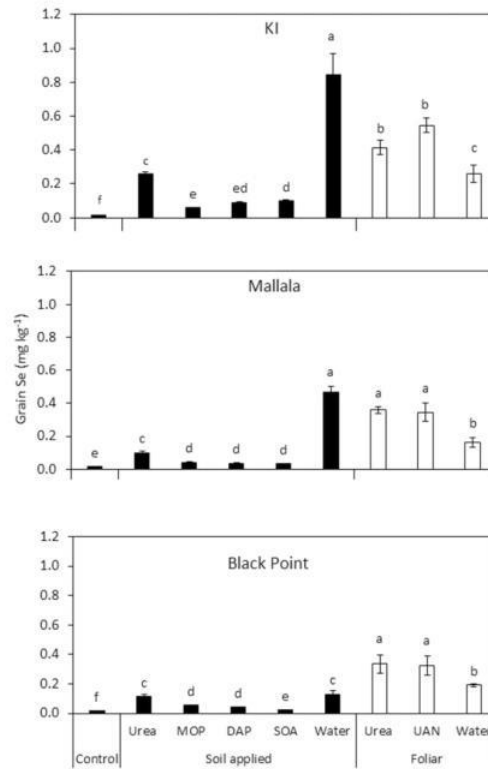 KI
1.2
1.0
0.8
0.6
0.4
0.2
0.0
f
c
e
ed
d
a
b
b
c
Mallala
Grain Se (mg kg⁻¹)
1.2
1.0
0.8
0.6
0.4
0.2
0.0
e
c
d
d
d
a
a
a
b
Black Point
1.2
1.0
0.8
0.6
0.4
0.2
0.0
f
c
d
d
e
c
a
a
b
Urea MOP DAP SOA Water Urea UAN Water
Control Soil applied Foliar